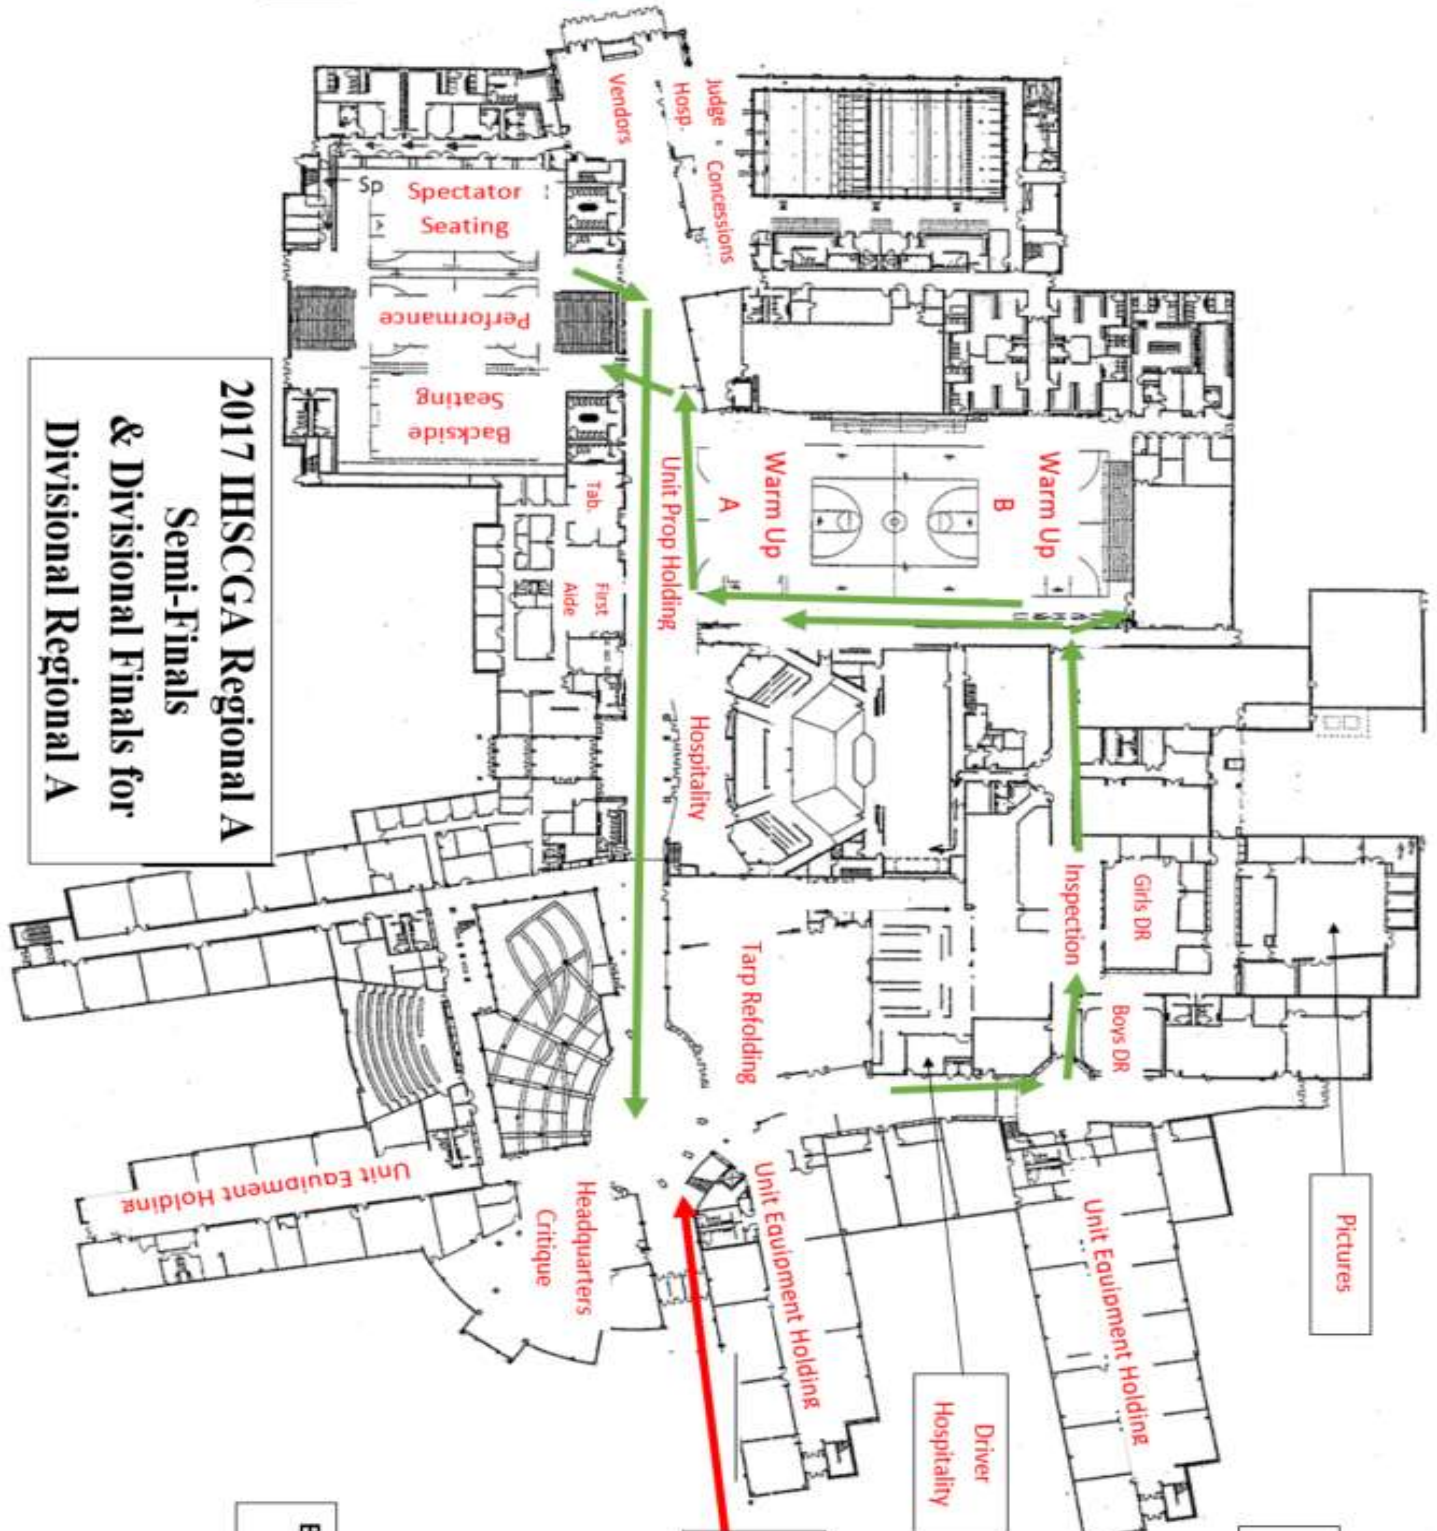 2017 IHSCGA Regional A
Semi-Finals
& Divisional Finals for
Divisional Regional A
Vendors
Judge
Hosp.
Concessions
Sp
Spectator
Seating
Performance
Backside
Seating
Tab.
First
Aide
Unit Prop Holding
Warm Up
A
Warm Up
B
Hospitality
Tarp Refolding
Inspection
Girls DR
Boys DR
Pictures
Driver
Hospitality
Headquarters
Critique
Unit Equipment Holding
Unit Equipment Holding
Unit Equipment Holding